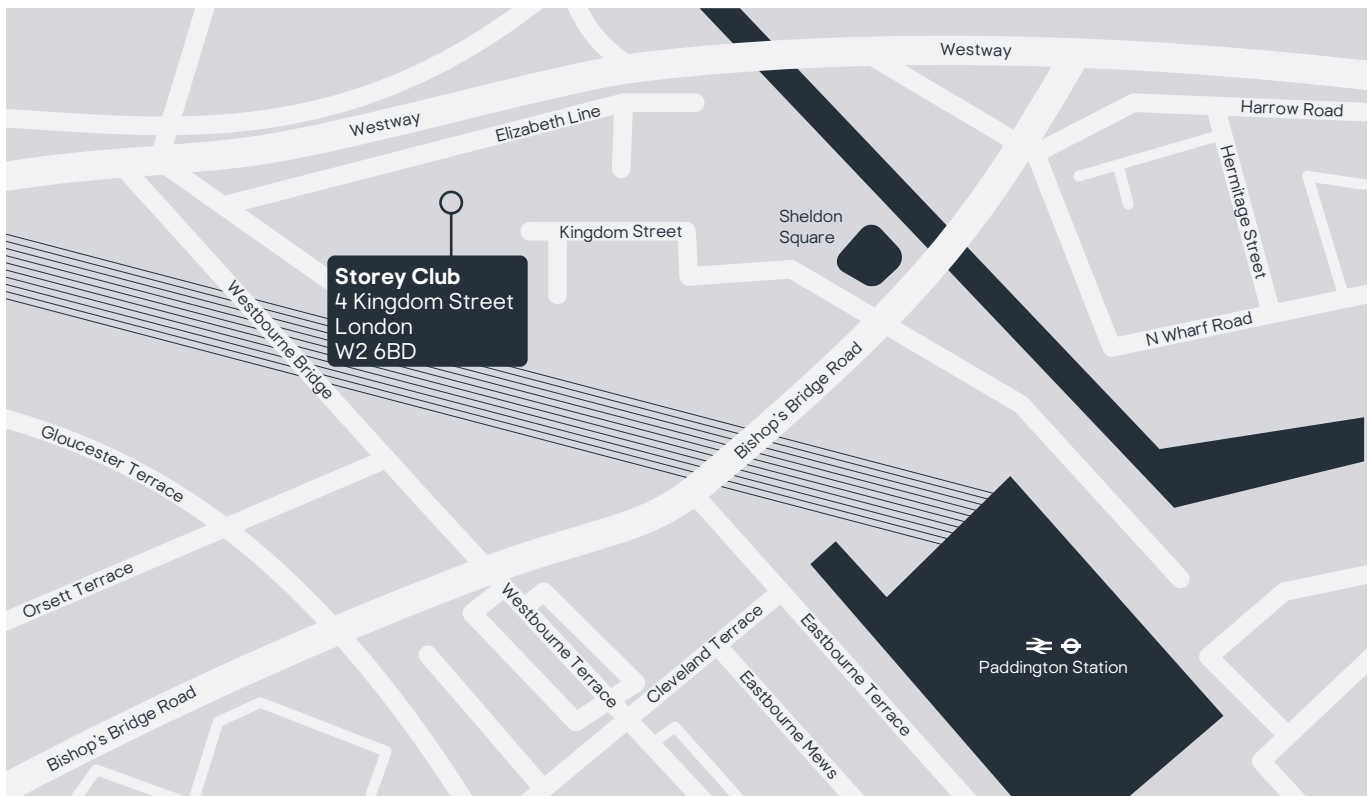 Westway
Harrow Road
Westway
Elizabeth Line
Hermitage Street
Sheldon
Square
Kingdom Street
Storey Club
4 Kingdom Street
London
W2 6BD
Westbourne Bridge
N Wharf Road
Bishop's Bridge Road
Gloucester Terrace
Orsett Terrace
Westbourne Terrace
Cleveland Terrace
Eastbourne Terrace
Paddington Station
Eastbourne Mews
Bishop's Bridge Road